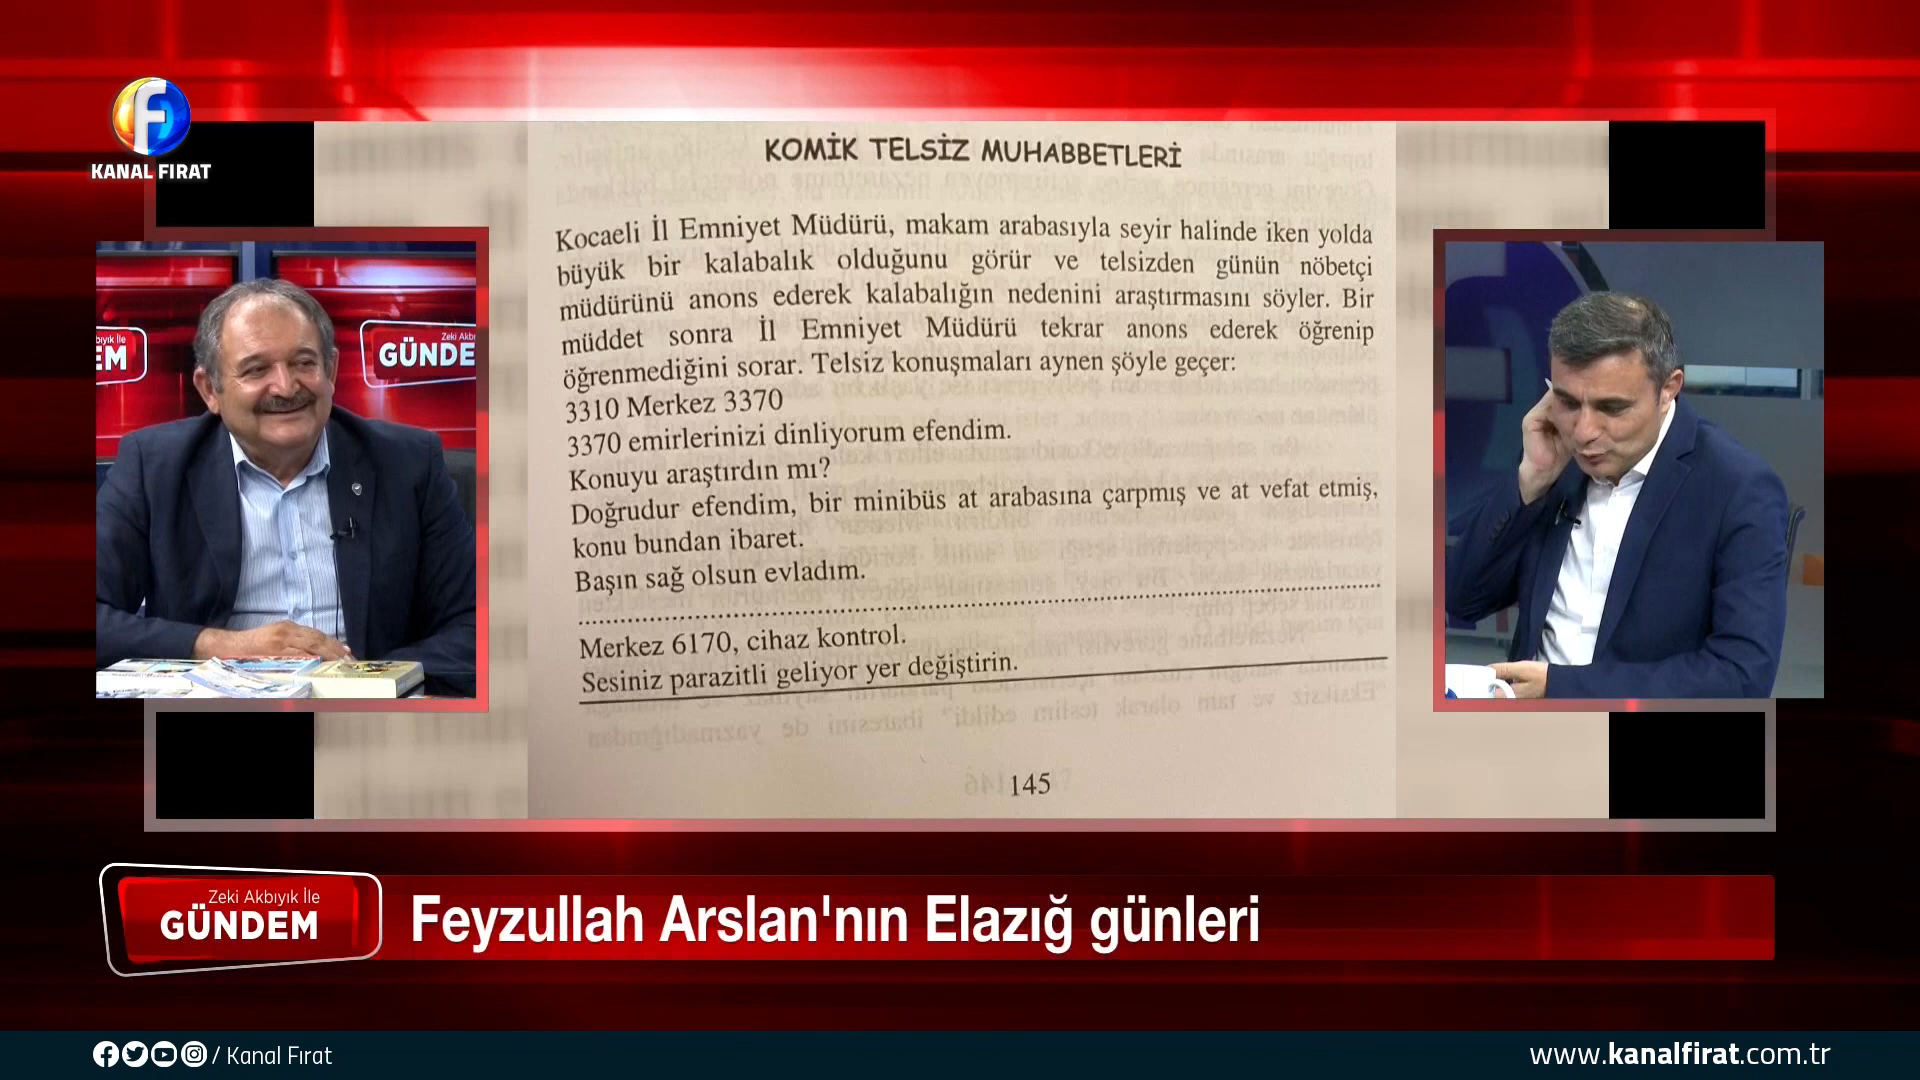 KANAL FIRAT
KOMİK TELSİZ MUHABBETLERİ
Kocaeli İl Emniyet Müdürü, makam arabasıyla seyir halinde iken yolda
büyük bir kalabalık olduğunu görür ve telsizden günün nöbetçi
müdürünü anons ederek kalabalığın nedenini araştırmasını söyler. Bir
müddet sonra İl Emniyet Müdürü tekrar anons ederek öğrenip
öğrenmediğini sorar. Telsiz konuşmaları aynen şöyle geçer:
3310 Merkez 3370
3370 emirlerinizi dinliyorum efendim.
Konuyu araştırdın mı?
Doğrudur efendim, bir minibüs at arabasına çarpmış ve at vefat etmiş,
konu bundan ibaret.
Başın sağ olsun evladım.
Merkez 6170, cihaz kontrol.
Sesiniz parazitli geliyor yer değiştirin.
145
Zeki Akb
GÜNDE
bıyık İle
EM
Zeki Akbıyık İle
GÜNDEM
Feyzullah Arslan'nın Elazığ günleri
/ Kanal Fırat
www.kanalfirat.com.tr